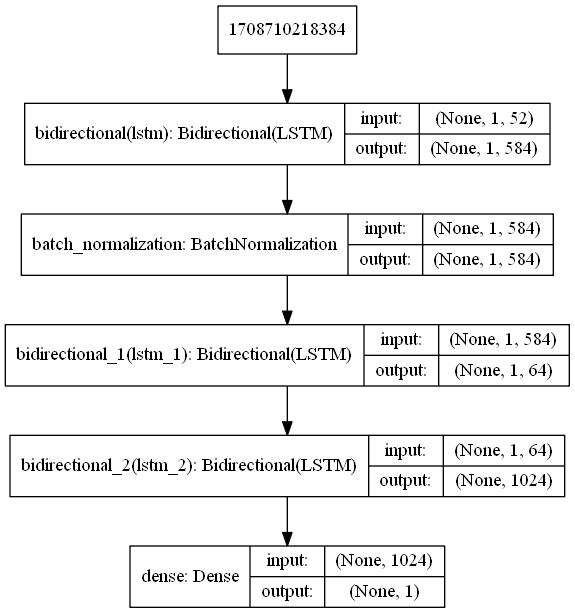 1708710218384
bidirectional(lstm): Bidirectional(LSTM)
input: (None, 1, 52)
output: (None, 1, 584)
batch_normalization: BatchNormalization
input: (None, 1, 584)
output: (None, 1, 584)
bidirectional_1(lstm_1): Bidirectional(LSTM)
input: (None, 1, 584)
output: (None, 1, 64)
bidirectional_2(lstm_2): Bidirectional(LSTM)
input: (None, 1, 64)
output: (None, 1024)
dense: Dense
input: (None, 1024)
output: (None, 1)